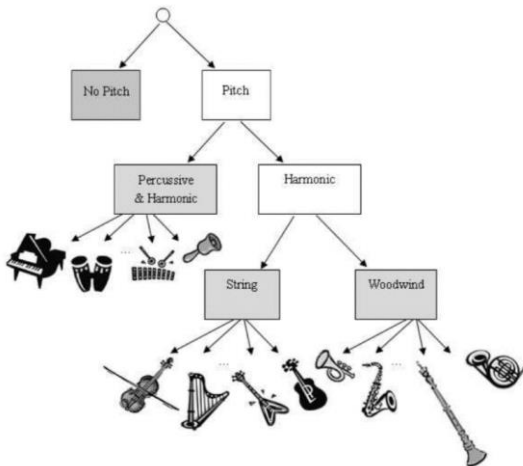 No Pitch
Pitch
Percussive
& Harmonic
Harmonic
...
String
Woodwind
...
...